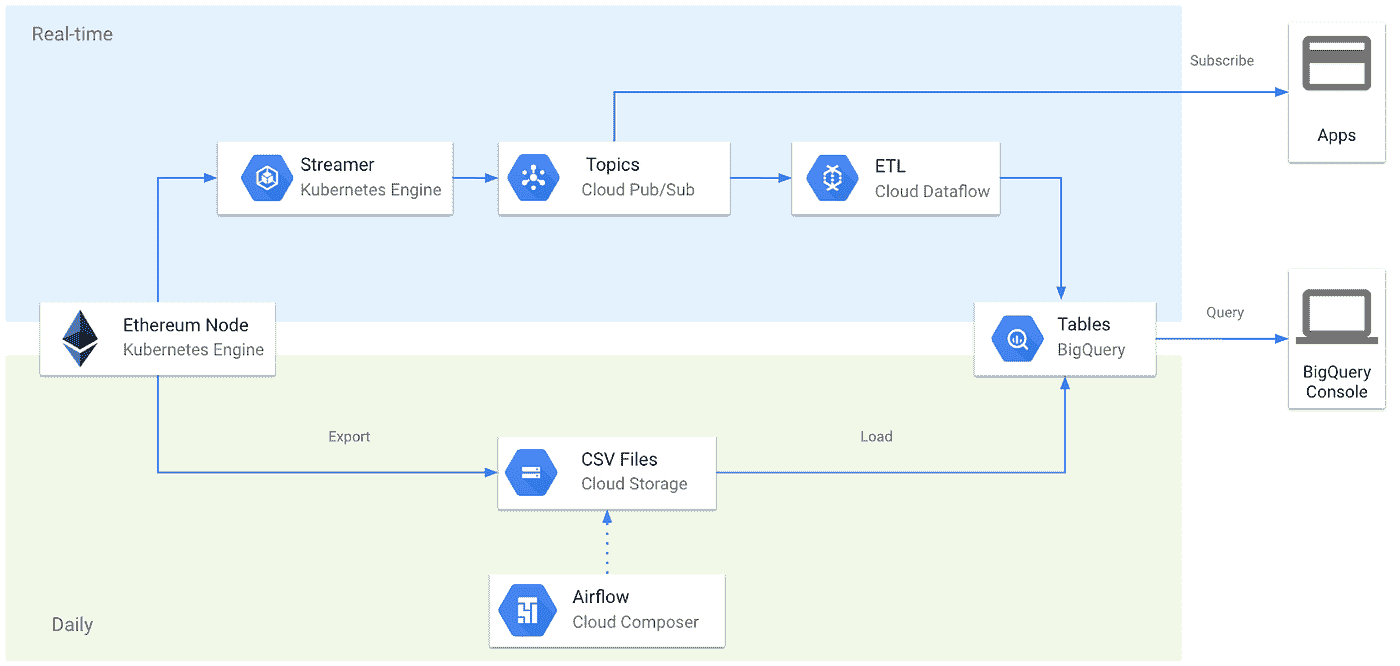 Real-time
Subscribe
Apps
Streamer
Kubernetes Engine
Topics
Cloud Pub/Sub
ETL
Cloud Dataflow
Ethereum Node
Kubernetes Engine
Tables
BigQuery
Query
BigQuery
Console
Export
Load
CSV Files
Cloud Storage
Airflow
Cloud Composer
Daily